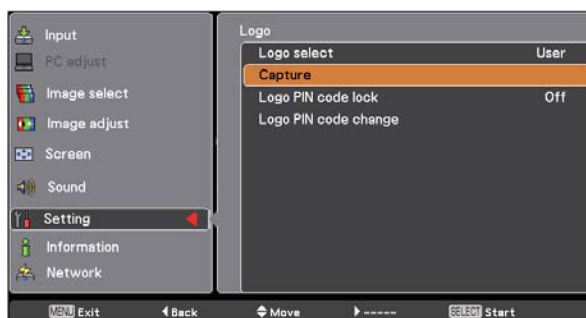 Input
PC adjust
Image select
Image adjust
Screen
Sound
Setting
Information
Network
Logo
Logo select User
Capture
Logo PIN code lock Off
Logo PIN code change
MENU Exit Back Move ----- SELECT Start